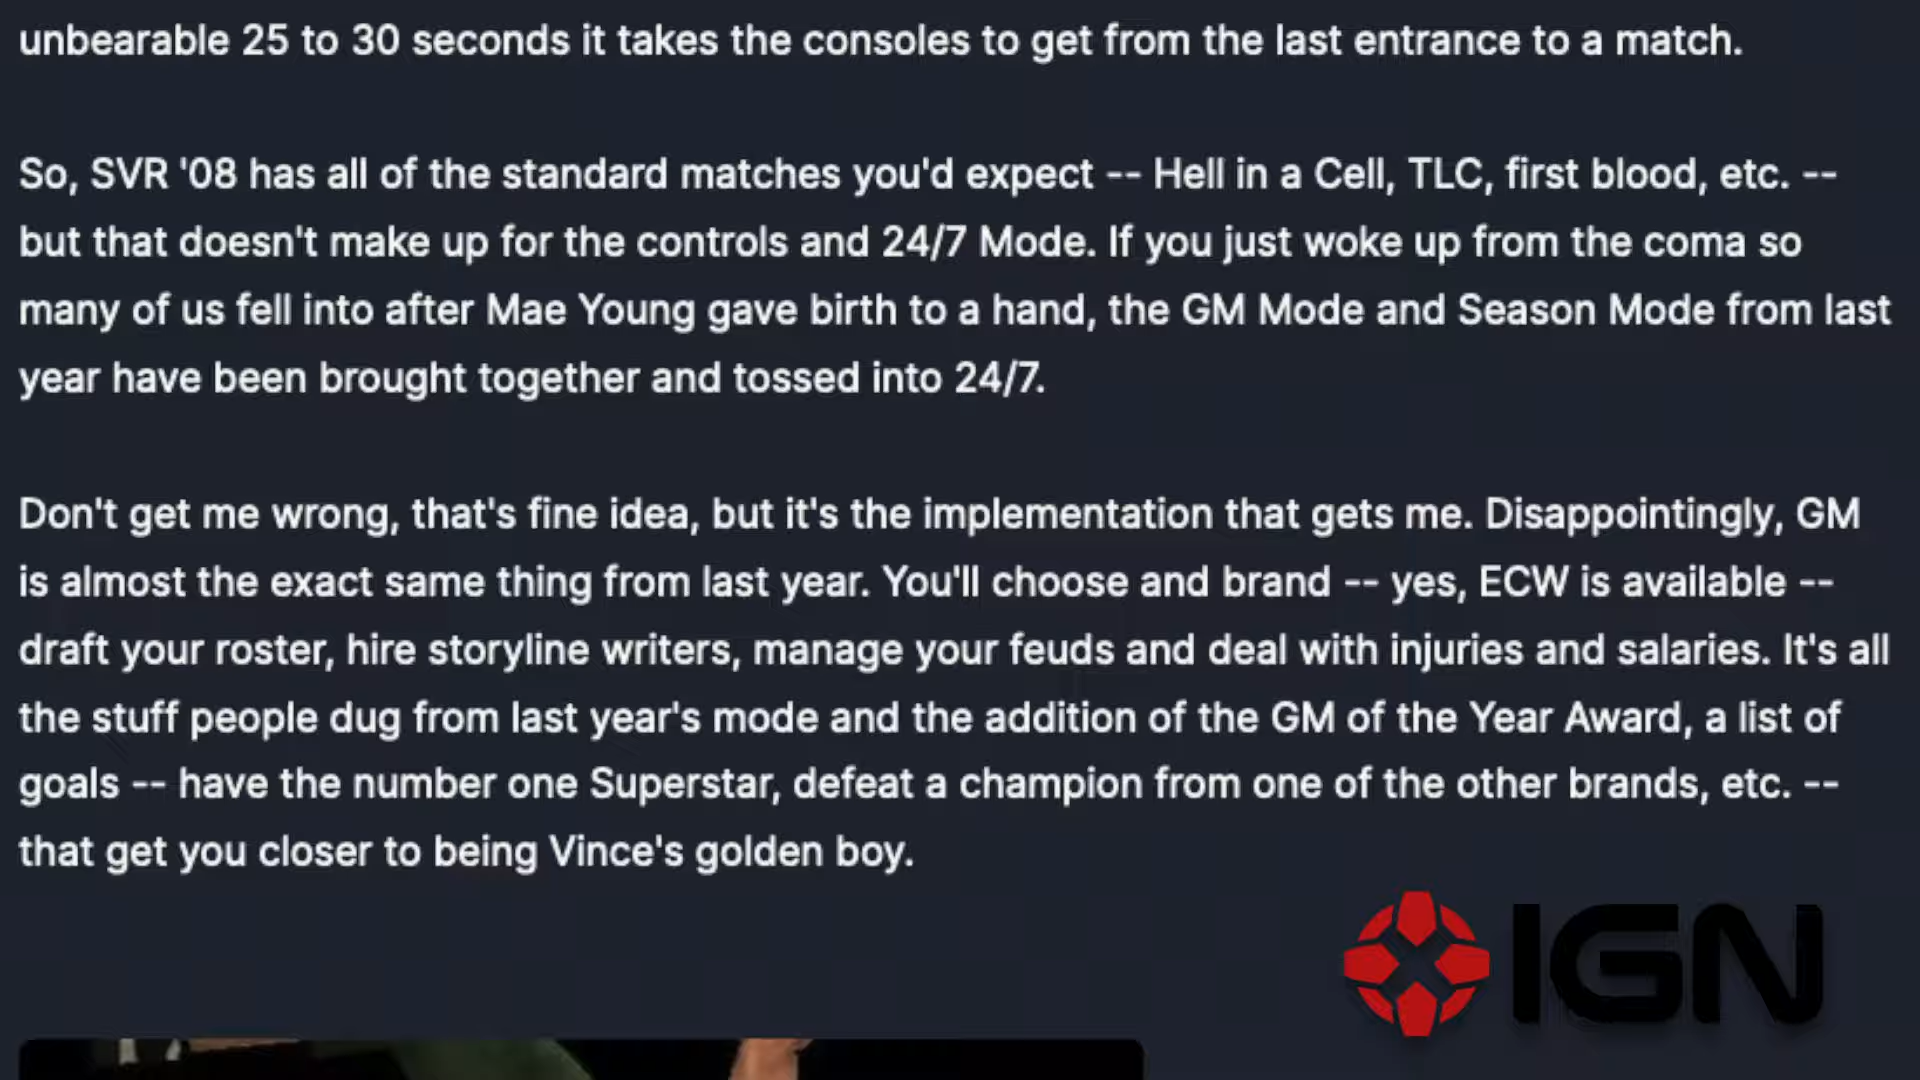 unbearable 25 to 30 seconds it takes the consoles to get from the last entrance to a match.
So, SVR '08 has all of the standard matches you'd expect -- Hell in a Cell, TLC, first blood, etc. --
but that doesn't make up for the controls and 24/7 Mode. If you just woke up from the coma so
many of us fell into after Mae Young gave birth to a hand, the GM Mode and Season Mode from last
year have been brought together and tossed into 24/7.
Don't get me wrong, that's fine idea, but it's the implementation that gets me. Disappointingly, GM
is almost the exact same thing from last year. You'll choose and brand -- yes, ECW is available --
draft your roster, hire storyline writers, manage your feuds and deal with injuries and salaries. It's all
the stuff people dug from last year's mode and the addition of the GM of the Year Award, a list of
goals -- have the number one Superstar, defeat a champion from one of the other brands, etc. --
that get you closer to being Vince's golden boy.
IGN